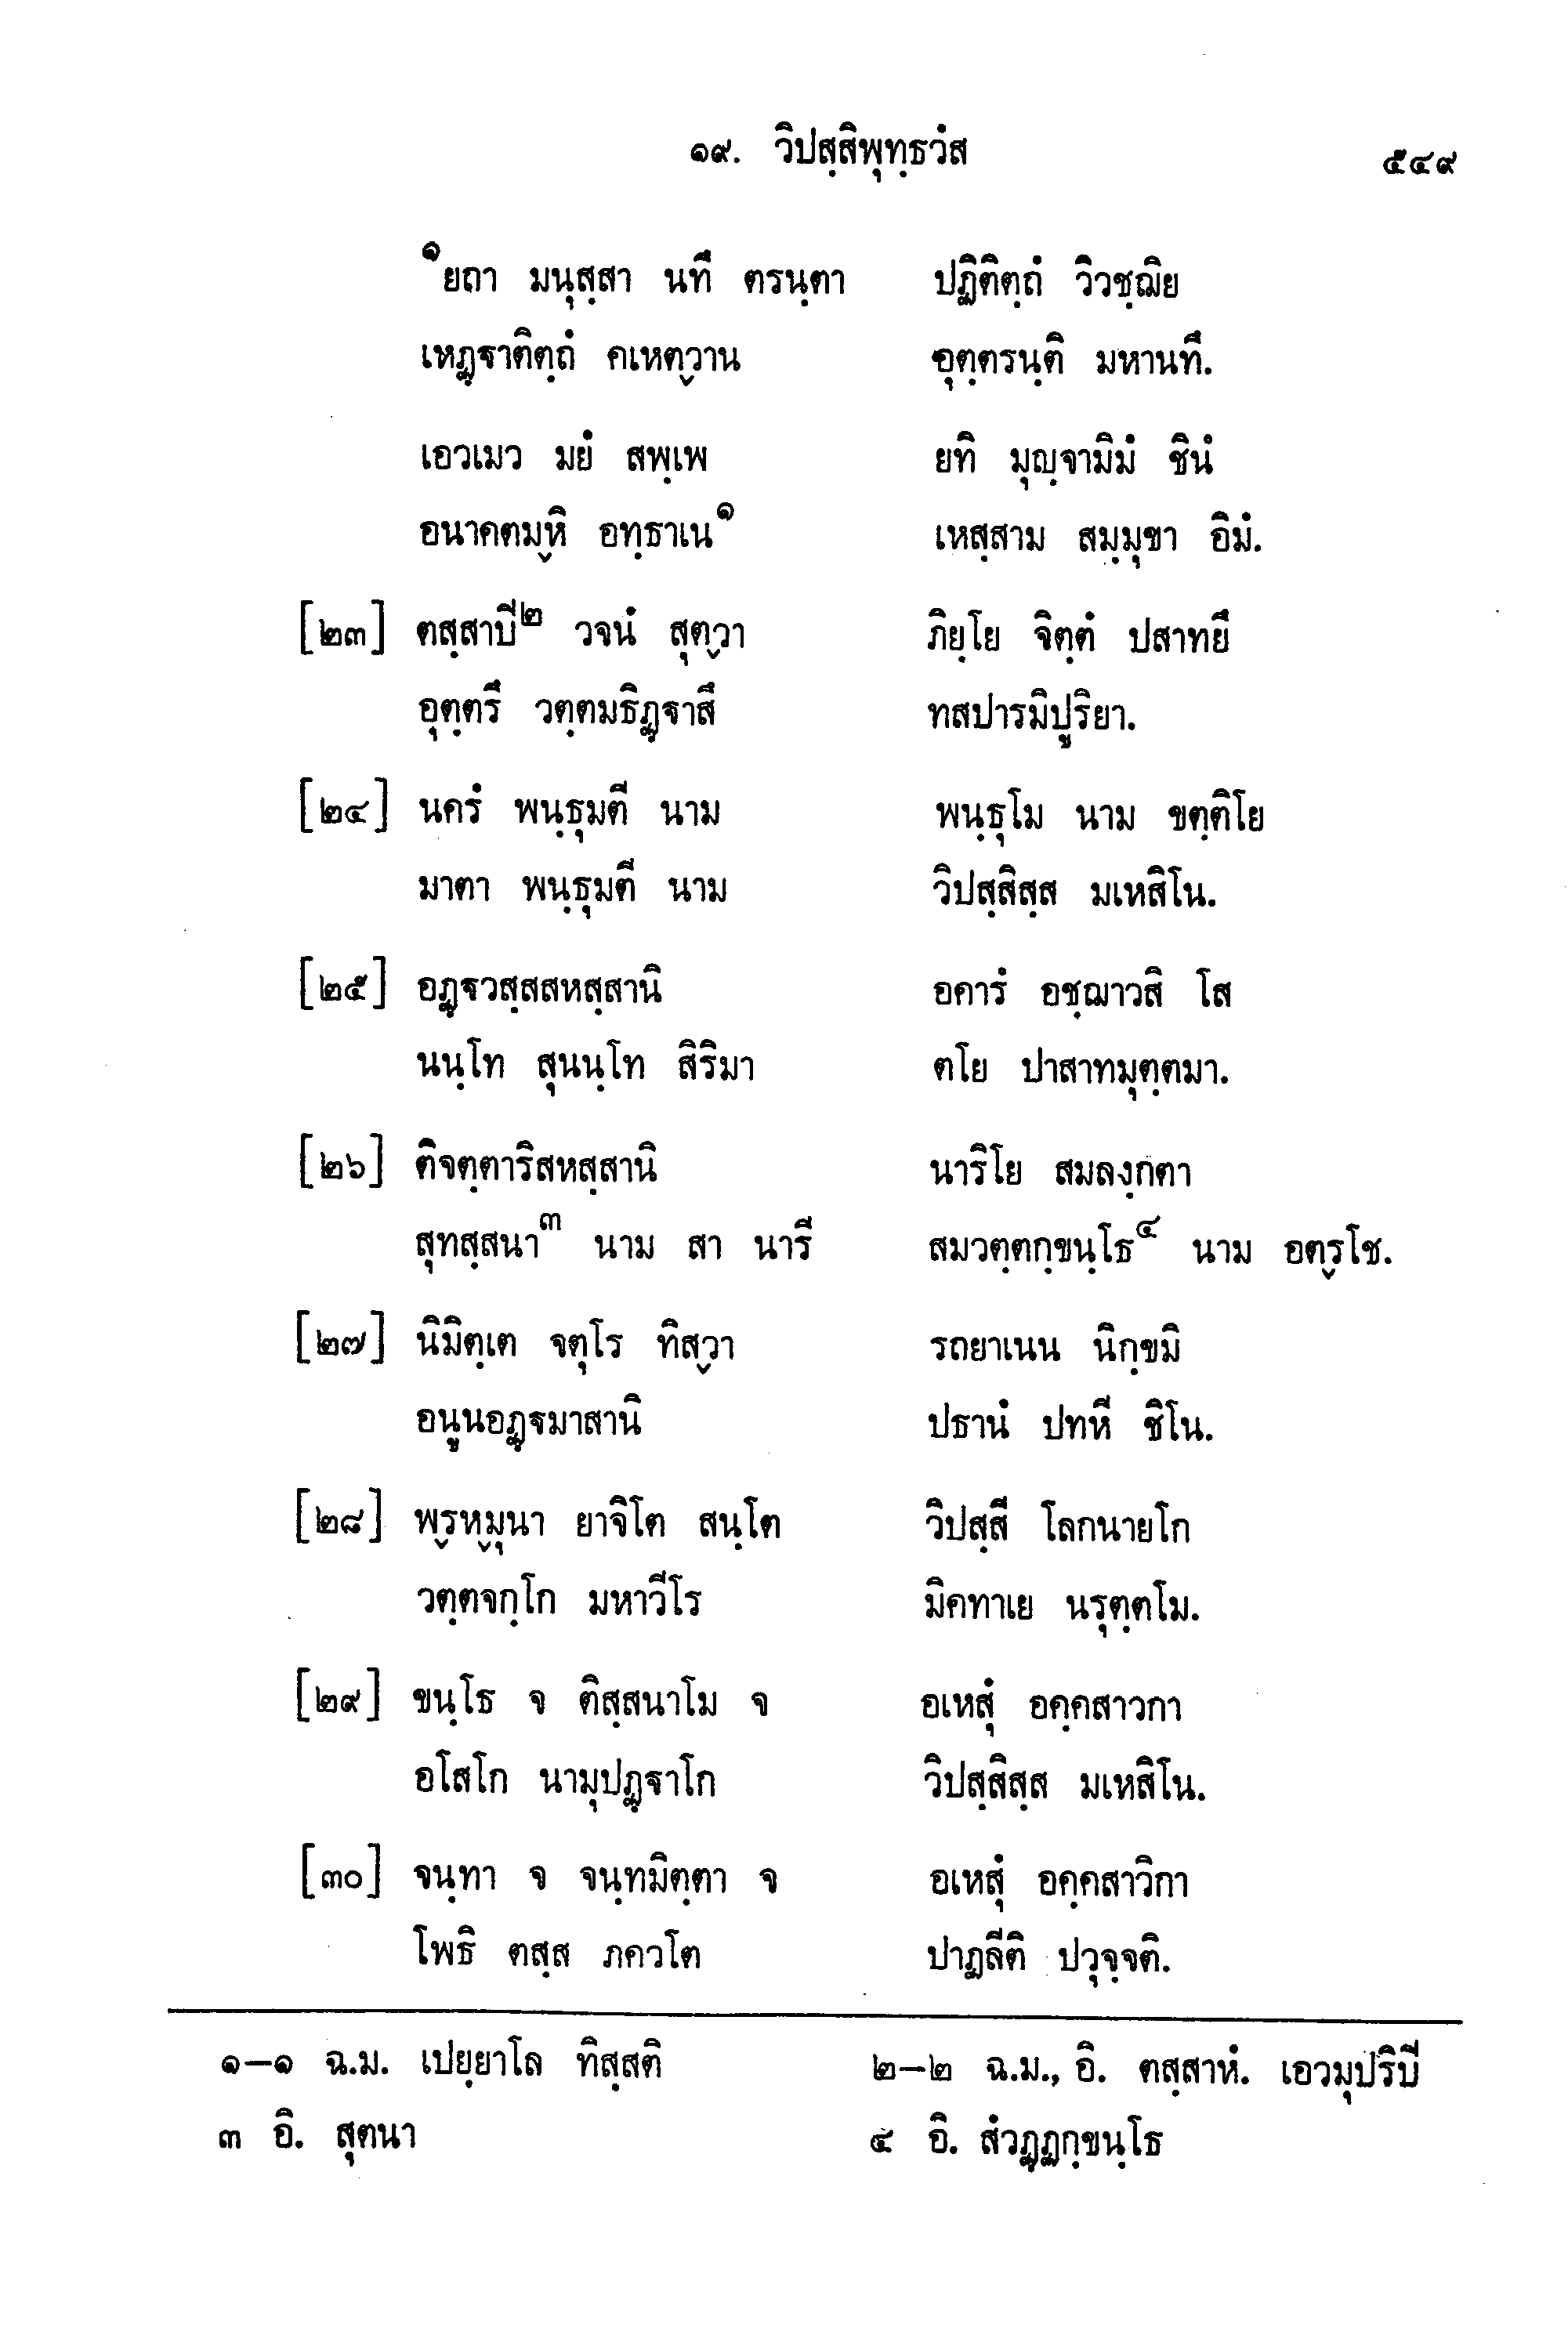 ๑๙. วิปสฺสิพุทฺธวํส ๕๔๙
๑ยถา มนุสฺสา นทึ ตรนฺตา ปฏิติตฺถํ วิวชฺฌิย
เหฏฺฐาติตฺถํ คเหตฺวาน อุตฺตรนฺติ มหานทึ.
เอวเมว มยํ สพฺเพ ยทิ มุญฺจามิมํ ชินํ
อนาคตมฺหิ อทฺธาเน๑ เหสฺสาม สมฺมุขา อิมํ.
[๒๓] ตสฺสาปิ๒ วจนํ สุตฺวา ภิยฺโย จิตฺตํ ปสาทยึ
อุตฺตรึ วตฺตมธิฏฺฐาสึ ทสปารมิปูริยา.
[๒๔] นครํ พนฺธุมตี นาม พนฺธุโม นาม ขตฺติโย
มาตา พนฺธุมตี นาม วิปสฺสิสฺส มเหสิโน.
[๒๕] อฏฺฐวสฺสสหสฺสานิ อคารํ อชฺฌาวสิ โส
นนฺโท สุนนฺโท สิริมา ตโย ปาสาทมุตฺตมา.
[๒๖] ติจตฺตาริสหสฺสานิ นาริโย สมลงฺกตา
สุทสฺสนา๓ นาม สา นารี สมวตฺตกฺขนฺโธ๔ นาม อตฺรโช.
[๒๗] นิมิตฺเต จตุโร ทิสฺวา รถยาเนน นิกฺขมิ
อนูนอฏฺฐมาสานิ ปธานํ ปทหี ชิโน.
[๒๘] พฺรหฺมุนา ยาจิโต สนฺโต วิปสฺสี โลกนายโก
วตฺตจกฺโก มหาวีโร มิคทาเย นรุตฺตโม.
[๒๙] ขนฺโธ จ ติสฺสนาโม จ อเหสุํ อคฺคสาวกา
อโสโก นามุปฏฺฐาโก วิปสฺสิสฺส มเหสิโน.
[๓๐] จนฺทา จ จนฺทมิตฺตา จ อเหสุํ อคฺคสาวิกา
โพธิ ตสฺส ภควโต ปาฏลีติ ปวุจฺจติ.
๑–๑ ฉ.ม. เปยฺยาโล ทิสฺสติ ๒–๒ ฉ.ม., อิ. ตสฺสาหํ. เอวมุปริปิ
๓ อิ. สุตนา ๔ อิ. สํวฏฺฏกฺขนฺโธ